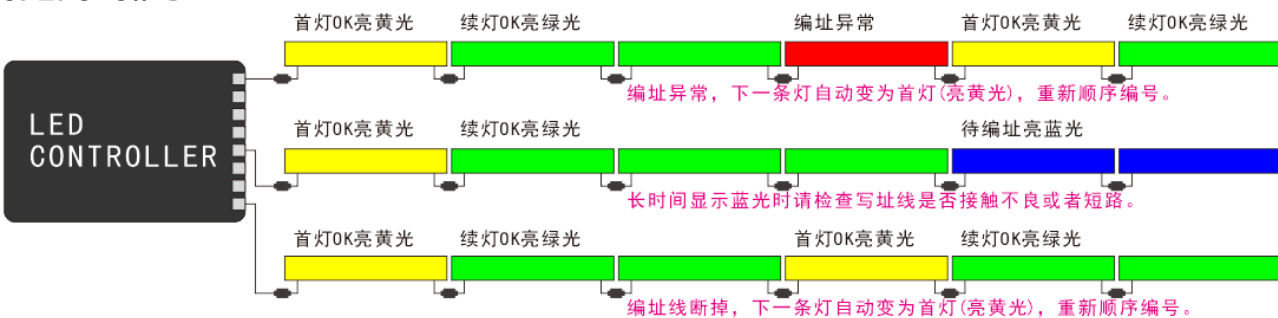 首灯OK亮黄光 续灯OK亮绿光 编址异常 首灯OK亮黄光 续灯OK亮绿光
编址异常，下一条灯自动变为首灯(亮黄光)，重新顺序编号。
LED
CONTROLLER
首灯OK亮黄光 续灯OK亮绿光 待编址亮蓝光
长时间显示蓝光时请检查写址线是否接触不良或者短路。
首灯OK亮黄光 续灯OK亮绿光 首灯OK亮黄光 续灯OK亮绿光
编址线断掉，下一条灯自动变为首灯(亮黄光)，重新顺序编号。